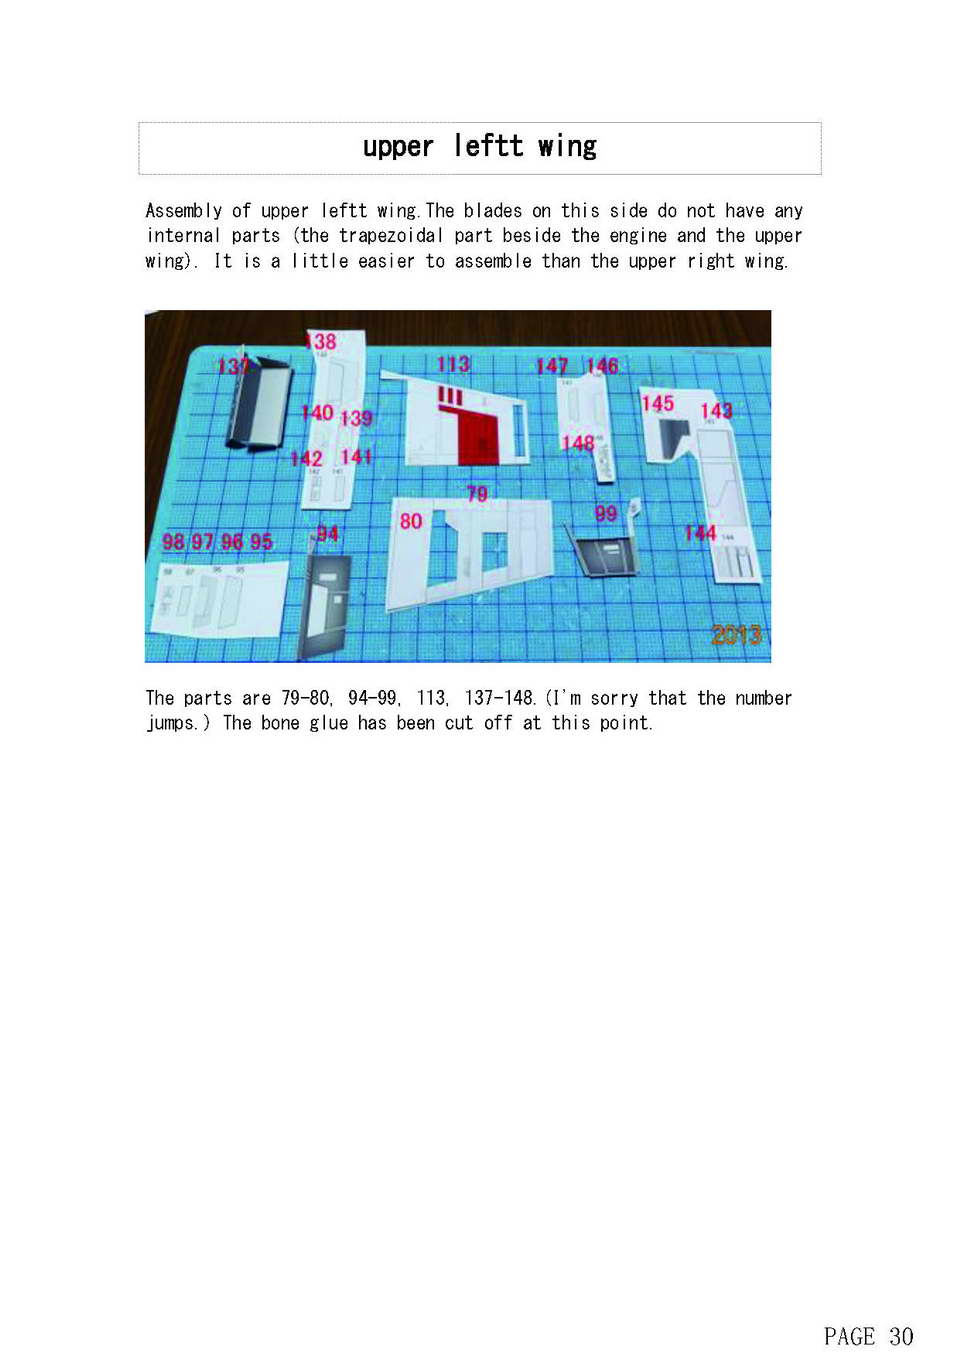 upper leftt wing
Assembly of upper leftt wing.The blades on this side do not have any
internal parts (the trapezoidal part beside the engine and the upper
wing). It is a little easier to assemble than the upper right wing.
137
138
113
147 146
145 143
140 139
142 141
148
79
80
99
144
98 97 96 95
94
2013
The parts are 79-80, 94-99, 113, 137-148.(I'm sorry that the number
jumps.) The bone glue has been cut off at this point.
PAGE 30